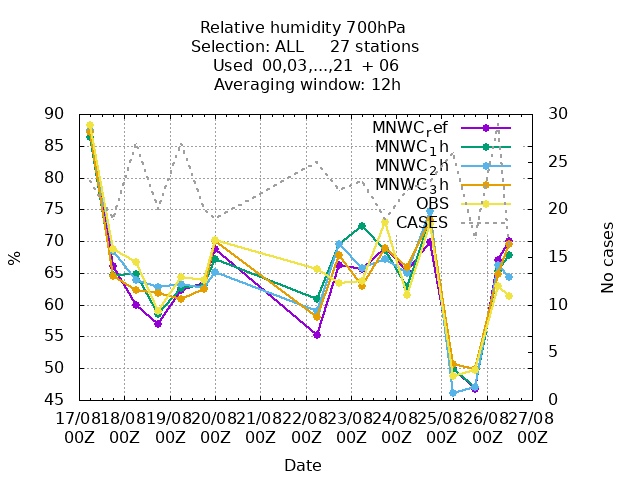 Relative humidity 700hPa
Selection: ALL     27 stations
Used  00,03,...,21  + 06
Averaging window: 12h
90
85
80
75
70
65
60
55
50
45
30
25
20
15
10
5
0
%
No cases
MNWC_ref
MNWC_1h
MNWC_2h
MNWC_3h
OBS
CASES
17/08 18/08 19/08 20/08 21/08 22/08 23/08 24/08 25/08 26/08 27/08
00Z 00Z 00Z 00Z 00Z 00Z 00Z 00Z 00Z 00Z 00Z
Date